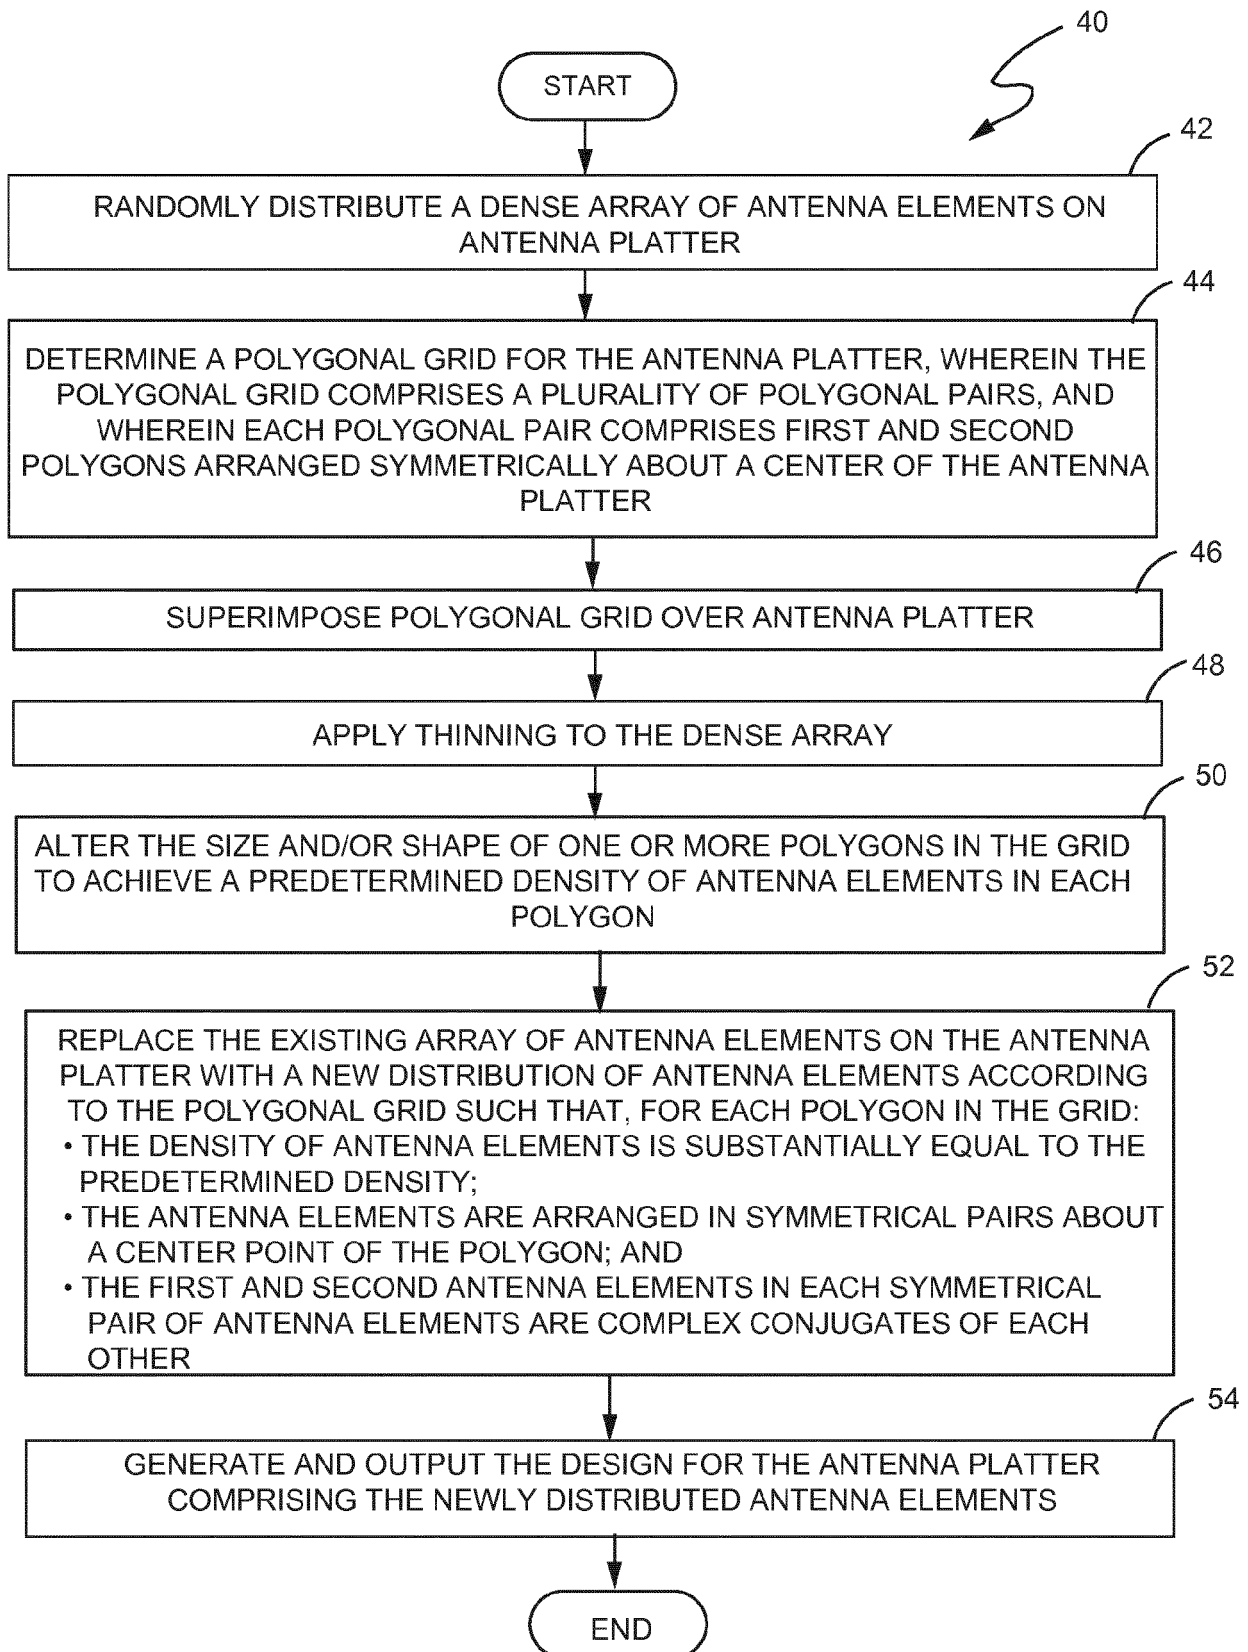 40
START
42
RANDOMLY DISTRIBUTE A DENSE ARRAY OF ANTENNA ELEMENTS ON
ANTENNA PLATTER
44
DETERMINE A POLYGONAL GRID FOR THE ANTENNA PLATTER, WHEREIN THE
POLYGONAL GRID COMPRISES A PLURALITY OF POLYGONAL PAIRS, AND
WHEREIN EACH POLYGONAL PAIR COMPRISES FIRST AND SECOND
POLYGONS ARRANGED SYMMETRICALLY ABOUT A CENTER OF THE ANTENNA
PLATTER
46
SUPERIMPOSE POLYGONAL GRID OVER ANTENNA PLATTER
48
APPLY THINNING TO THE DENSE ARRAY
50
ALTER THE SIZE AND/OR SHAPE OF ONE OR MORE POLYGONS IN THE GRID
TO ACHIEVE A PREDETERMINED DENSITY OF ANTENNA ELEMENTS IN EACH
POLYGON
52
REPLACE THE EXISTING ARRAY OF ANTENNA ELEMENTS ON THE ANTENNA
PLATTER WITH A NEW DISTRIBUTION OF ANTENNA ELEMENTS ACCORDING
TO THE POLYGONAL GRID SUCH THAT, FOR EACH POLYGON IN THE GRID:
• THE DENSITY OF ANTENNA ELEMENTS IS SUBSTANTIALLY EQUAL TO THE
PREDETERMINED DENSITY;
• THE ANTENNA ELEMENTS ARE ARRANGED IN SYMMETRICAL PAIRS ABOUT
A CENTER POINT OF THE POLYGON; AND
• THE FIRST AND SECOND ANTENNA ELEMENTS IN EACH SYMMETRICAL
PAIR OF ANTENNA ELEMENTS ARE COMPLEX CONJUGATES OF EACH
OTHER
54
GENERATE AND OUTPUT THE DESIGN FOR THE ANTENNA PLATTER
COMPRISING THE NEWLY DISTRIBUTED ANTENNA ELEMENTS
END